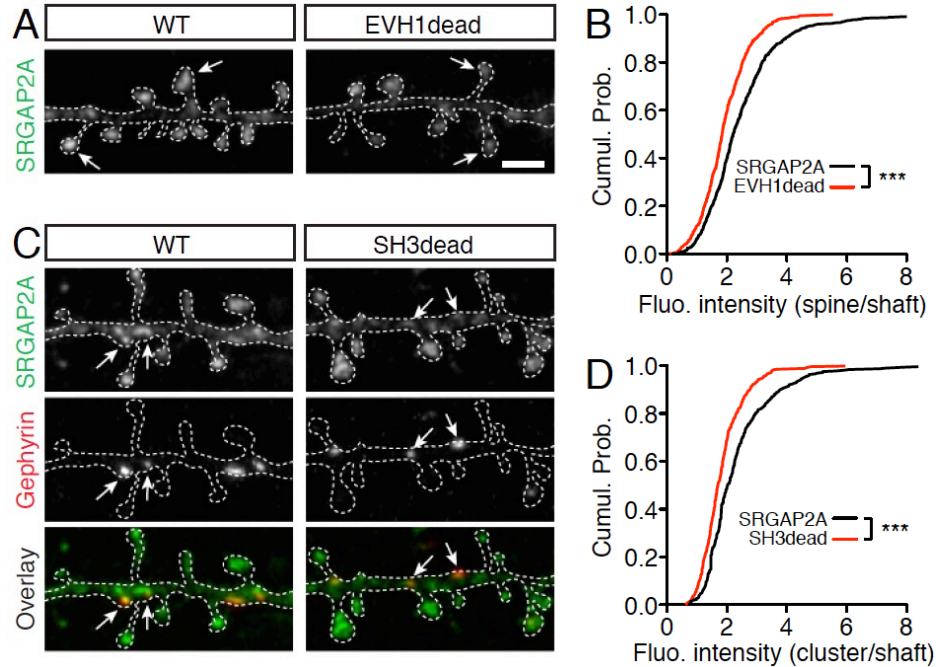 A
WT
EVH1dead
SRGAP2A
B
1.0
0.8
0.6
0.4
0.2
0.0
Cumul. Prob.
SRGAP2A
EVH1dead
***
0 2 4 6 8
Fluo. intensity (spine/shaft)
C
WT
SH3dead
SRGAP2A
Gephyrin
Overlay
D
1.0
0.8
0.6
0.4
0.2
0.0
Cumul. Prob.
SRGAP2A
SH3dead
***
0 2 4 6 8
Fluo. intensity (cluster/shaft)